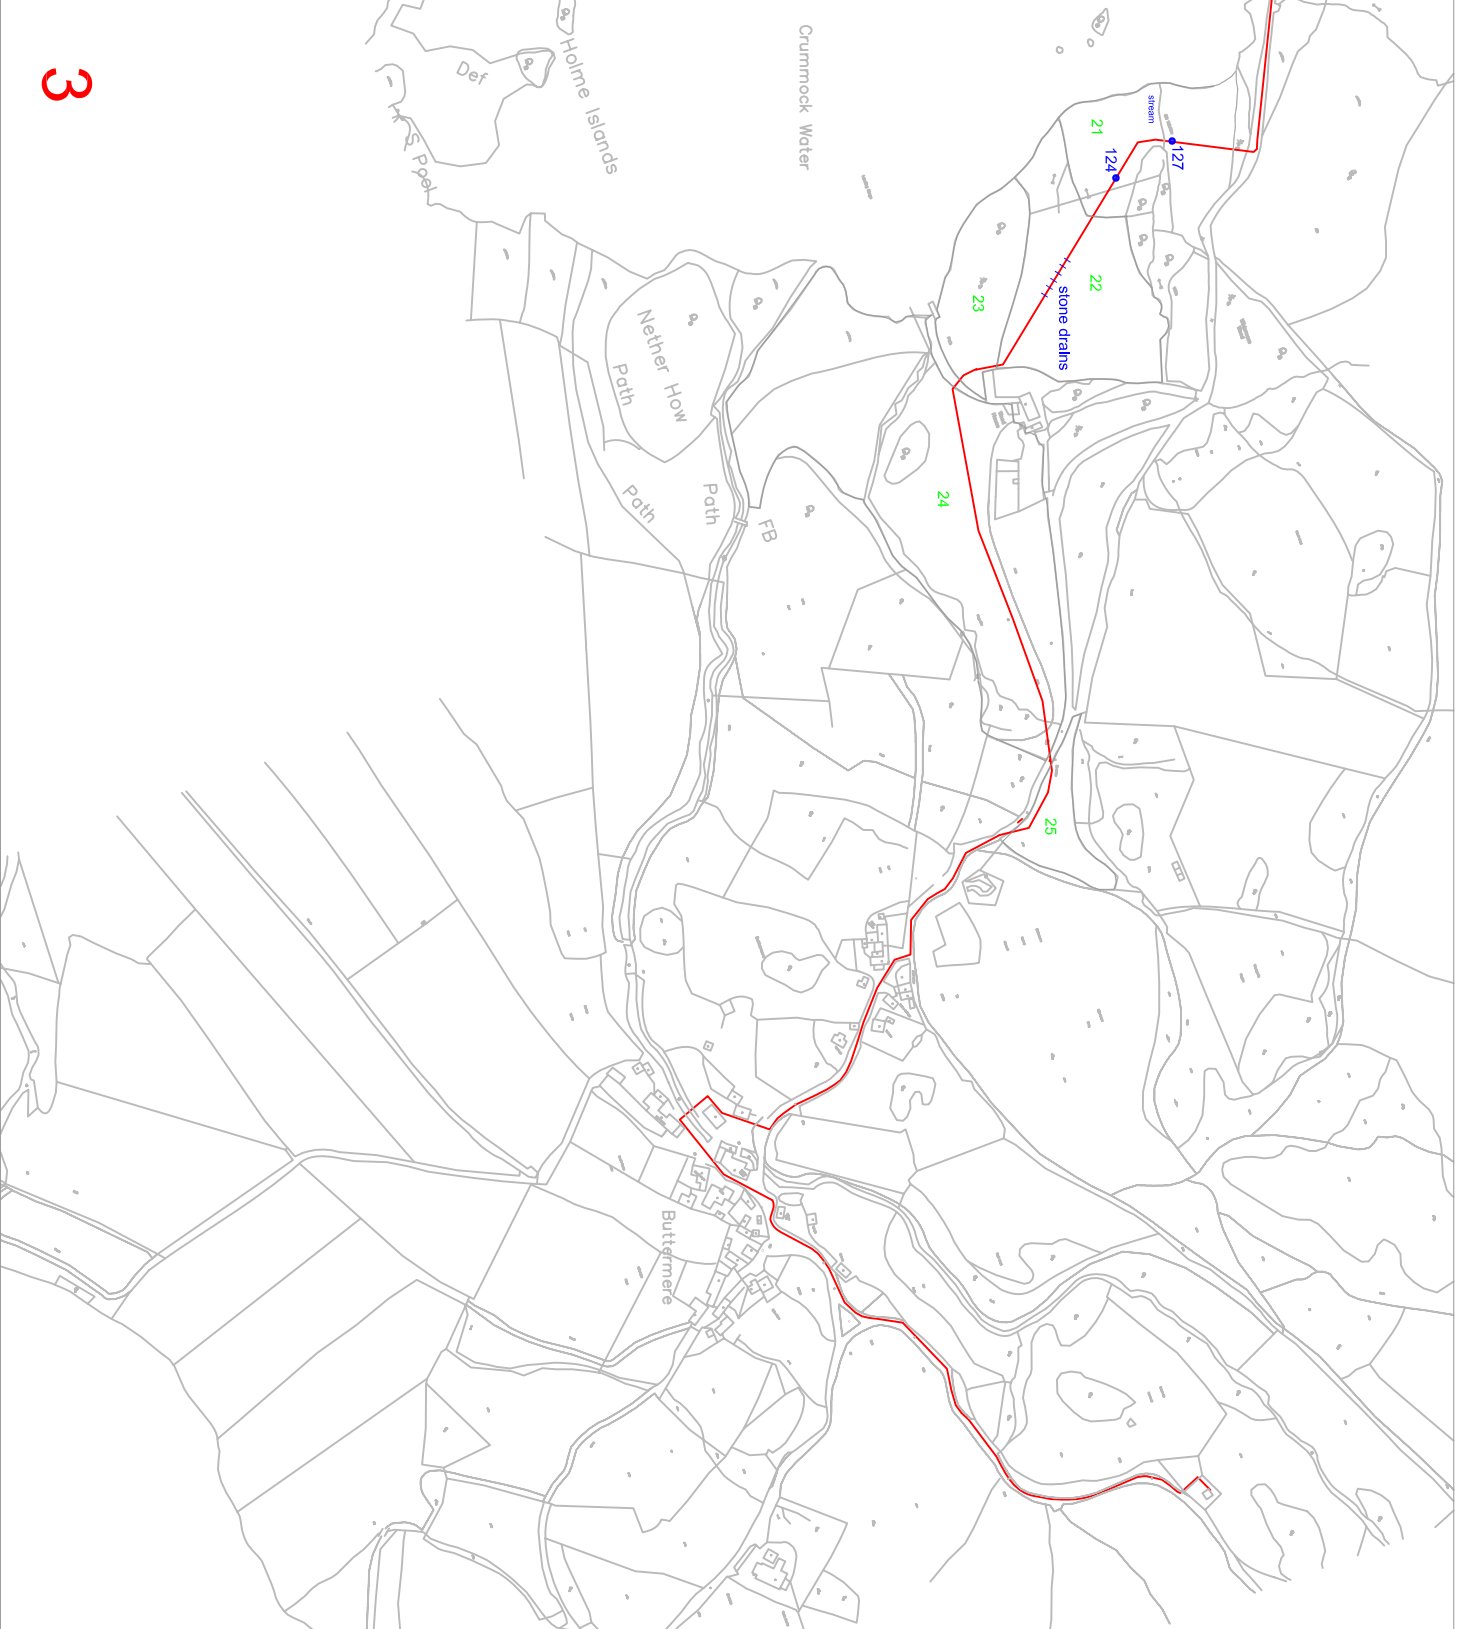 3
Def
S Pool
Holme Islands
Crummock Water
stream
21
127
124
22
stone drains
23
Nether How
Path
Path
Path
FB
24
25
Buttermere